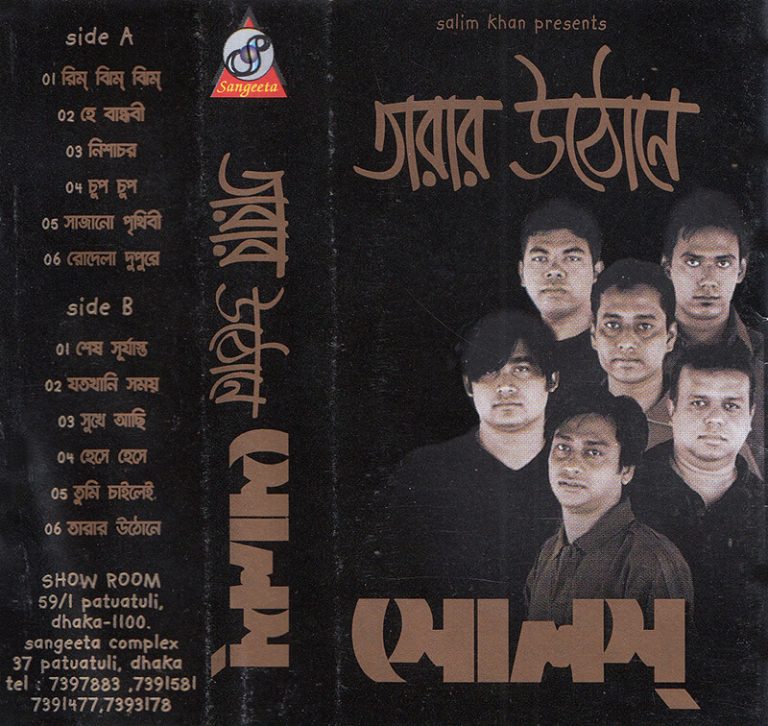 side A
01 রিম্ ঝিম্ ঝিম্
02 হে বান্ধবী
03 নিশাচর
04 চুপ চুপ
05 সাজানো পৃথিবী
06 রোদেলা দুপুরে
side B
01 শেষ সূর্যাস্ত
02 যতখানি সময়
03 সুখে আছি
04 হেসে হেসে
05 তুমি চাইলেই
06 তারার উঠোনে
SHOW ROOM
59/1 patuatuli,
dhaka-1100.
sangeeta complex
37 patuatuli, dhaka
tel : 7397883 ,7391581
7391477,7393178
Sangeeta
তারার উঠোনে
সোলস্
salim khan presents
তারার উঠোনে
সোলস্